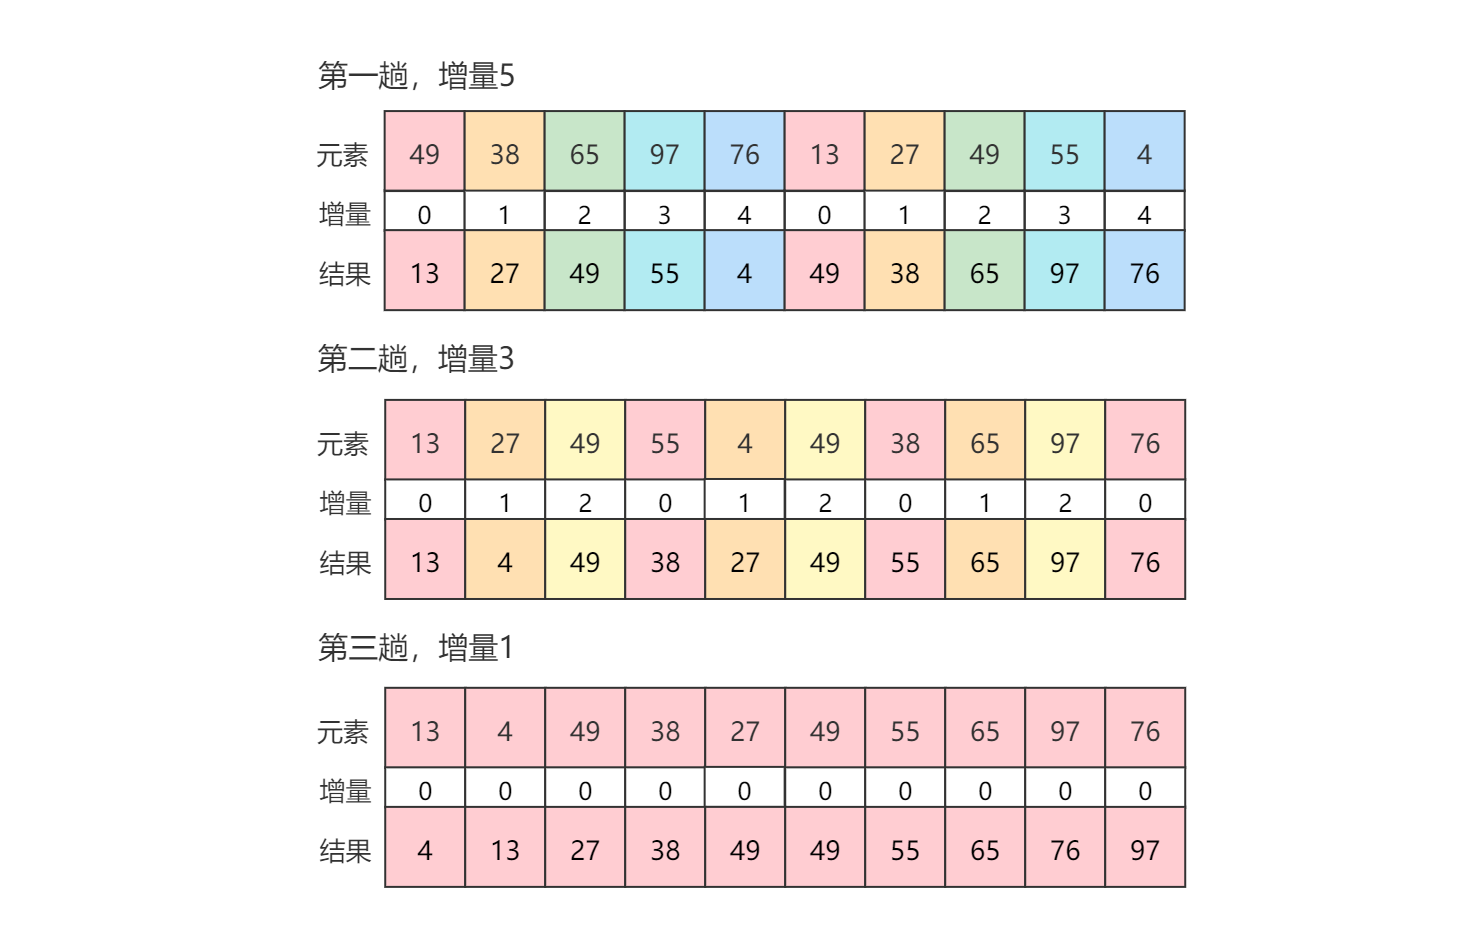 第一趟，增量5
元素 49 38 65 97 76 13 27 49 55 4
增量 0 1 2 3 4 0 1 2 3 4
结果 13 27 49 55 4 49 38 65 97 76
第二趟，增量3
元素 13 27 49 55 4 49 38 65 97 76
增量 0 1 2 0 1 2 0 1 2 0
结果 13 4 49 38 27 49 55 65 97 76
第三趟，增量1
元素 13 4 49 38 27 49 55 65 97 76
增量 0 0 0 0 0 0 0 0 0 0
结果 4 13 27 38 49 49 55 65 76 97